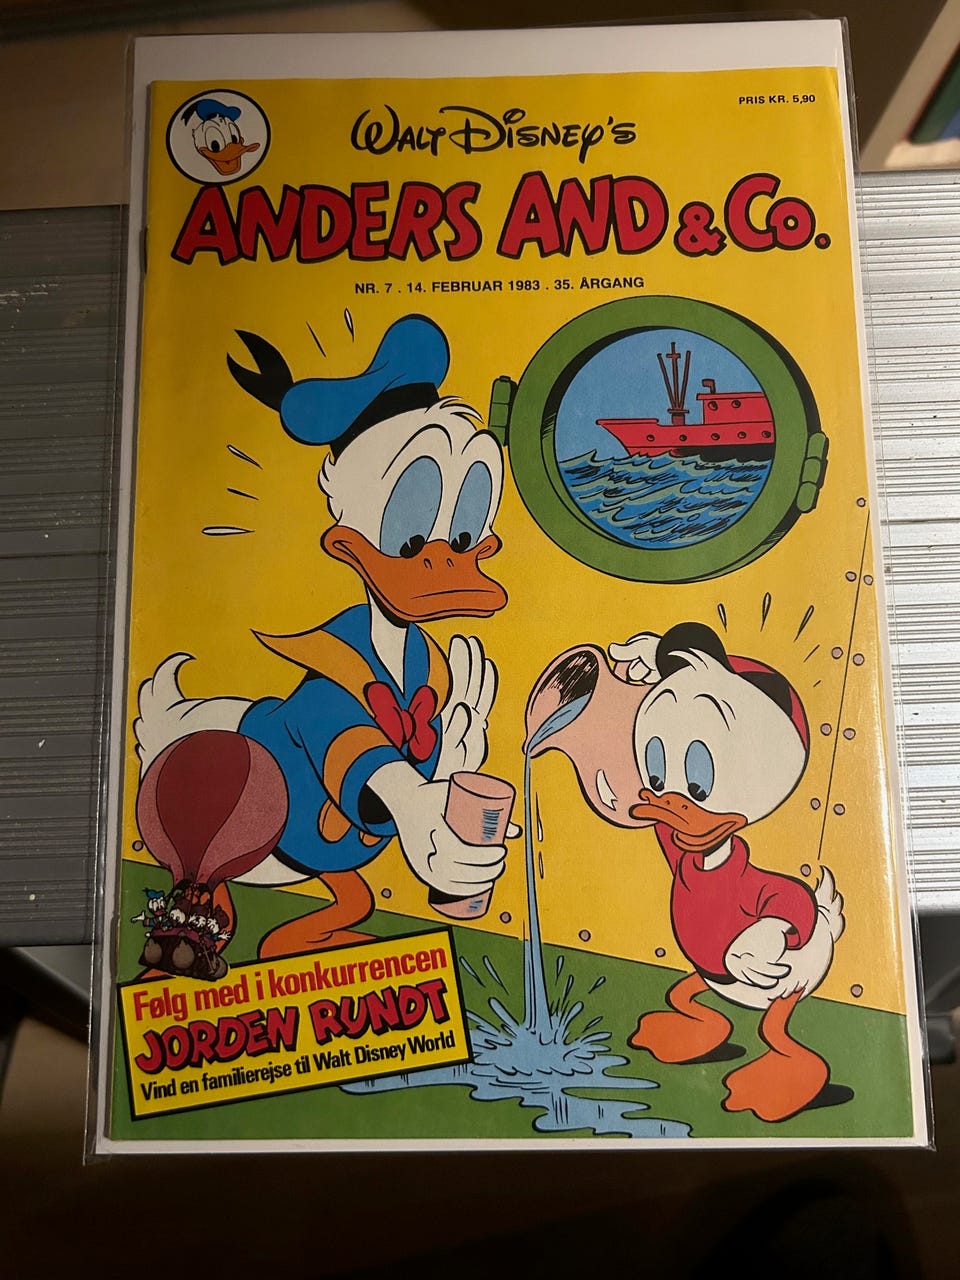 PRIS KR. 5,90
WALT DISNEY'S
ANDERS AND & Co.
NR. 7 . 14. FEBRUAR 1983 . 35. ÅRGANG
Følg med i konkurrencen
JORDEN RUNDT
Vind en familierejse til Walt Disney World